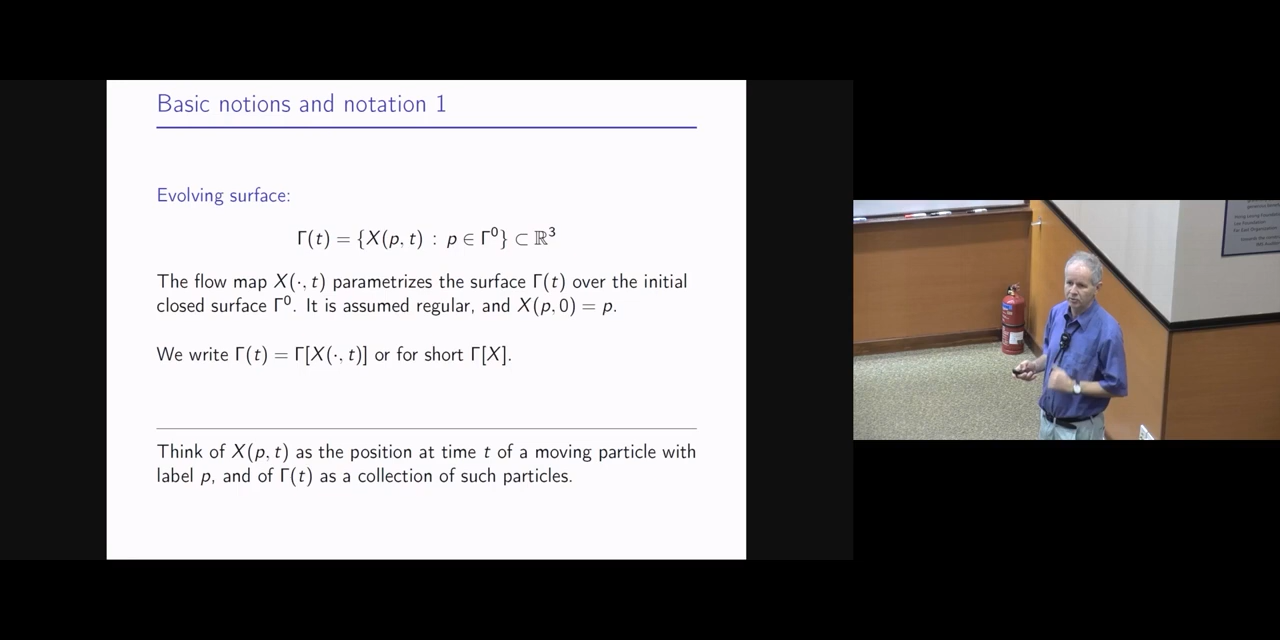 Basic notions and notation 1
Evolving surface:
Γ(t) = {X(p, t) : p ∈ Γ⁰} ⊂ ℝ³
The flow map X(·, t) parametrizes the surface Γ(t) over the initial
closed surface Γ⁰. It is assumed regular, and X(p, 0) = p.
We write Γ(t) = Γ[X(·, t)] or for short Γ[X].
Think of X(p, t) as the position at time t of a moving particle with
label p, and of Γ(t) as a collection of such particles.